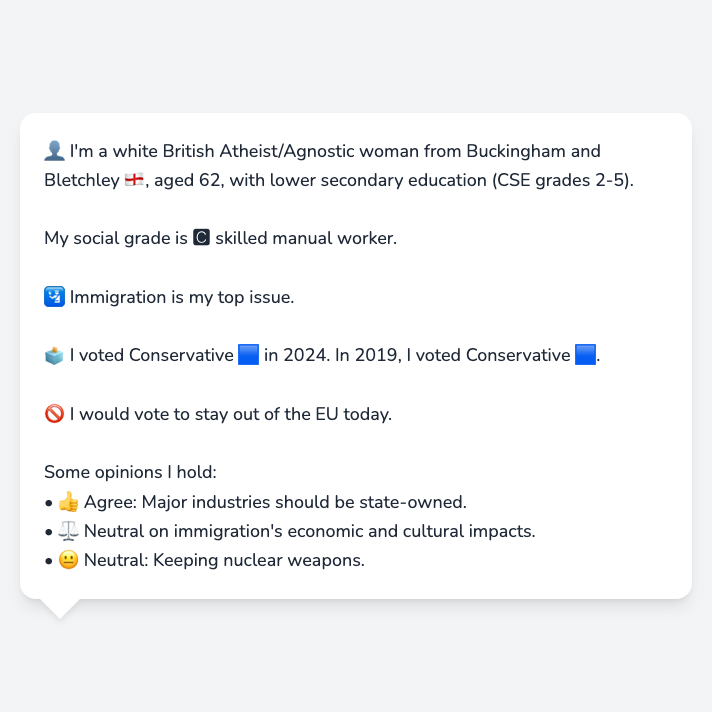 👤 I'm a white British Atheist/Agnostic woman from Buckingham and
Bletchley 🏴󠁧󠁢󠁥󠁮󠁧󠁿, aged 62, with lower secondary education (CSE grades 2-5).
My social grade is 🅲 skilled manual worker.
🛂 Immigration is my top issue.
🗳️ I voted Conservative 🟦 in 2024. In 2019, I voted Conservative 🟦.
🚫 I would vote to stay out of the EU today.
Some opinions I hold:
• 👍 Agree: Major industries should be state-owned.
• ⚖️ Neutral on immigration's economic and cultural impacts.
• 😐 Neutral: Keeping nuclear weapons.